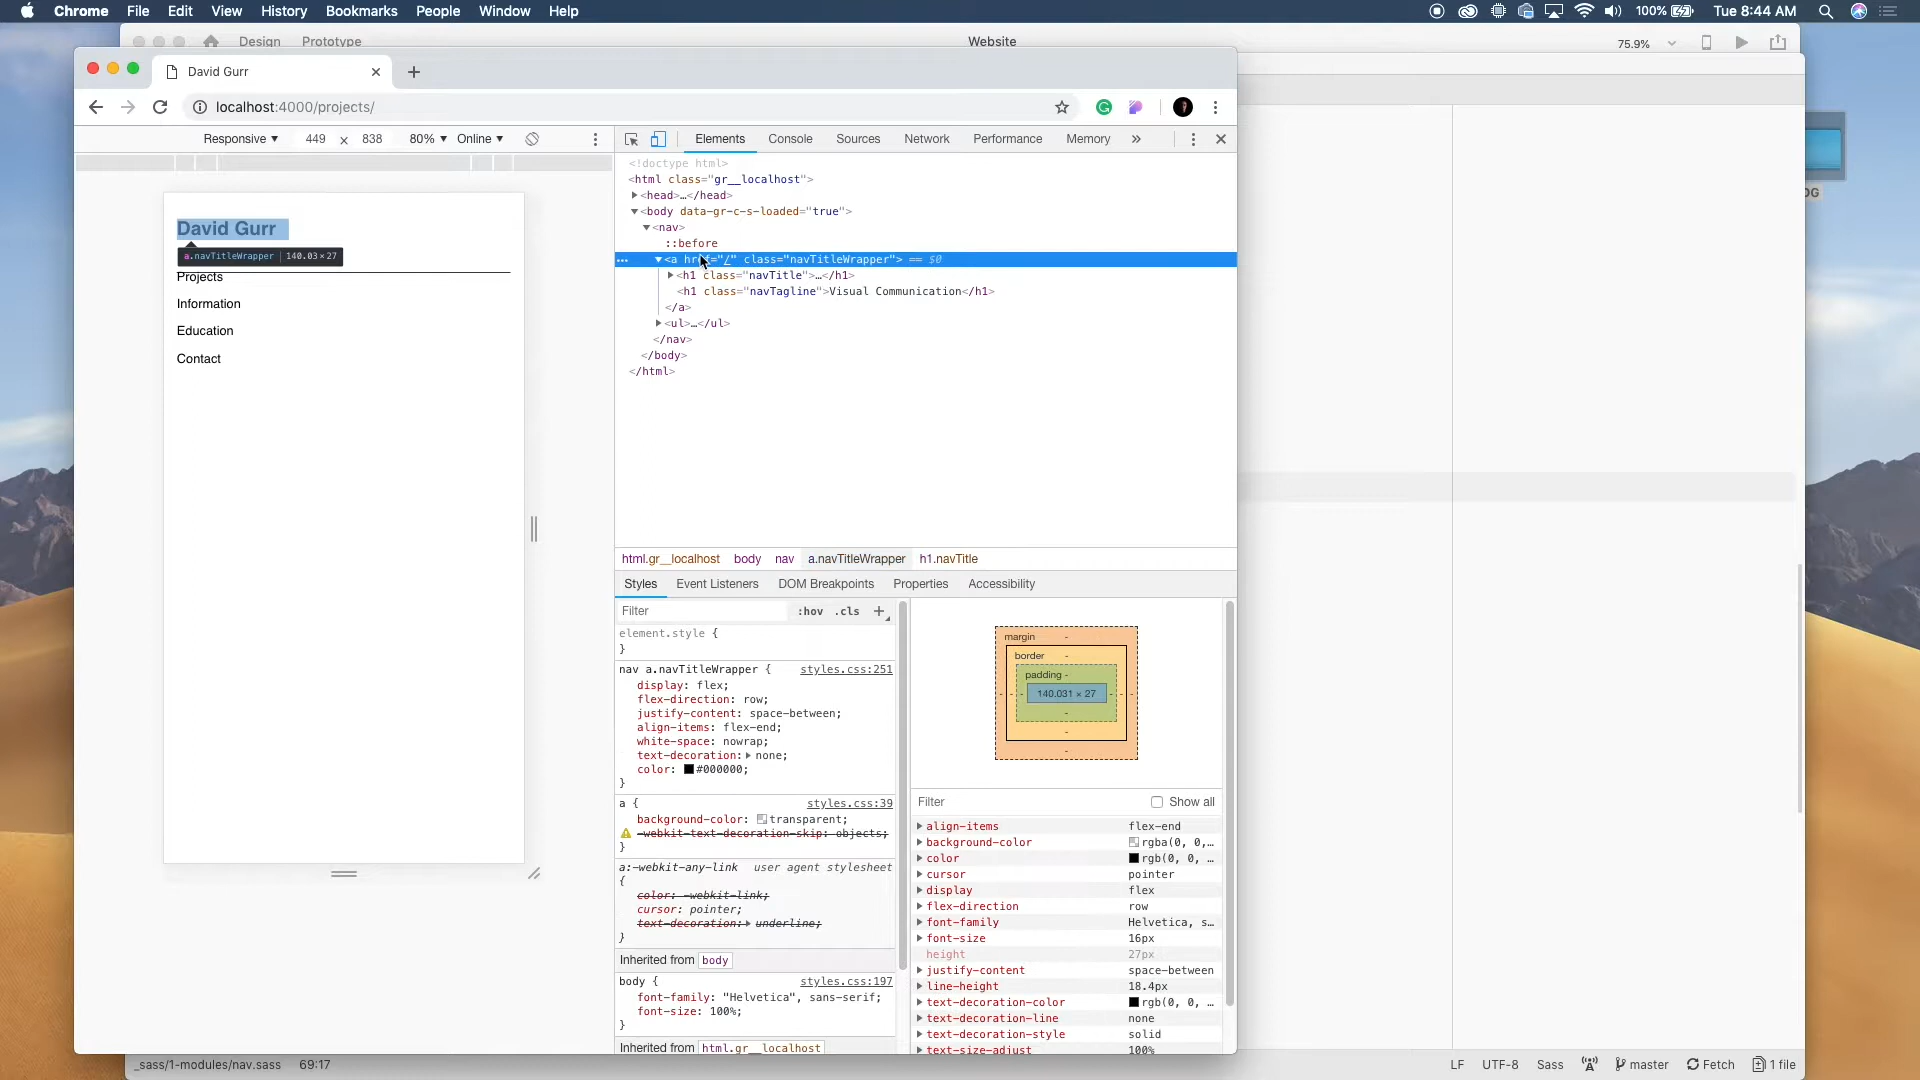 Chrome File Edit View History Bookmarks People Window Help 100% Tue 8:44 AM
Design Prototype Website 75.9%
David Gurr
localhost:4000/projects/
Responsive 449 x 838 80% Online
Elements Console Sources Network Performance Memory »
<!doctype html>
<html class="gr__localhost">
<head>…</head>
<body data-gr-c-s-loaded="true">
<nav>
::before
<a href="/" class="navTitleWrapper"> == $0
<h1 class="navTitle">…</h1>
<h1 class="navTagline">Visual Communication</h1>
</a>
<ul>…</ul>
</nav>
</body>
</html>
David Gurr
a.navTitleWrapper 140.03×27
Projects
Information
Education
Contact
html.gr__localhost body nav a.navTitleWrapper h1.navTitle
Styles Event Listeners DOM Breakpoints Properties Accessibility
Filter :hov .cls +
element.style {
}
nav a.navTitleWrapper { styles.css:251
display: flex;
flex-direction: row;
justify-content: space-between;
align-items: flex-end;
white-space: nowrap;
text-decoration: none;
color: #000000;
}
a { styles.css:39
background-color: transparent;
-webkit-text-decoration-skip: objects;
}
a:-webkit-any-link user agent stylesheet
{
color: -webkit-link;
cursor: pointer;
text-decoration: underline;
}
Inherited from body
body { styles.css:197
font-family: "Helvetica", sans-serif;
font-size: 100%;
}
Inherited from html.gr__localhost
margin -
border -
padding -
- - - 140.031 × 27 - - -
-
-
-
Filter Show all
align-items flex-end
background-color rgba(0, 0,…
color rgb(0, 0, …
cursor pointer
display flex
flex-direction row
font-family Helvetica, s…
font-size 16px
height 27px
justify-content space-between
line-height 18.4px
text-decoration-color rgb(0, 0, …
text-decoration-line none
text-decoration-style solid
text-size-adjust 100%
OG
_sass/1-modules/nav.sass 69:17 LF UTF-8 Sass master Fetch 1 file